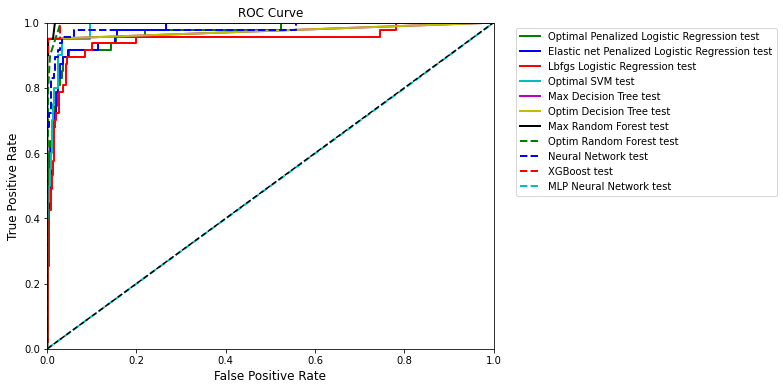 ROC Curve
1.0
0.8
0.6
0.4
0.2
0.0
True Positive Rate
0.0 0.2 0.4 0.6 0.8 1.0
False Positive Rate
Optimal Penalized Logistic Regression test
Elastic net Penalized Logistic Regression test
Lbfgs Logistic Regression test
Optimal SVM test
Max Decision Tree test
Optim Decision Tree test
Max Random Forest test
Optim Random Forest test
Neural Network test
XGBoost test
MLP Neural Network test